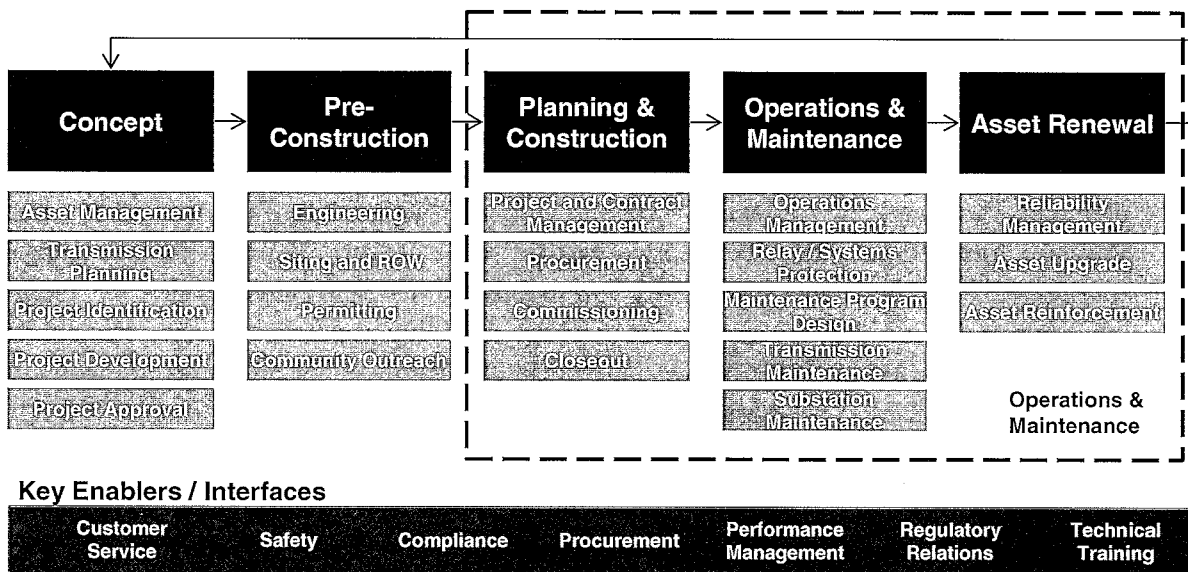 Concept
Pre-
Construction
Planning &
Construction
Operations &
Maintenance
Asset Renewal
Asset Management
Transmission
Planning
Project Identification
Project Development
Project Approval
Engineering
Siting and ROW
Permitting
Community Outreach
Project and Contract
Management
Procurement
Commissioning
Closeout
Operations
Management
Relay / Systems
Protection
Maintenance Program
Design
Transmission
Maintenance
Substation
Maintenance
Reliability
Management
Asset Upgrade
Asset Reinforcement
Operations &
Maintenance
Key Enablers / Interfaces
Customer
Service
Safety
Compliance
Procurement
Performance
Management
Regulatory
Relations
Technical
Training